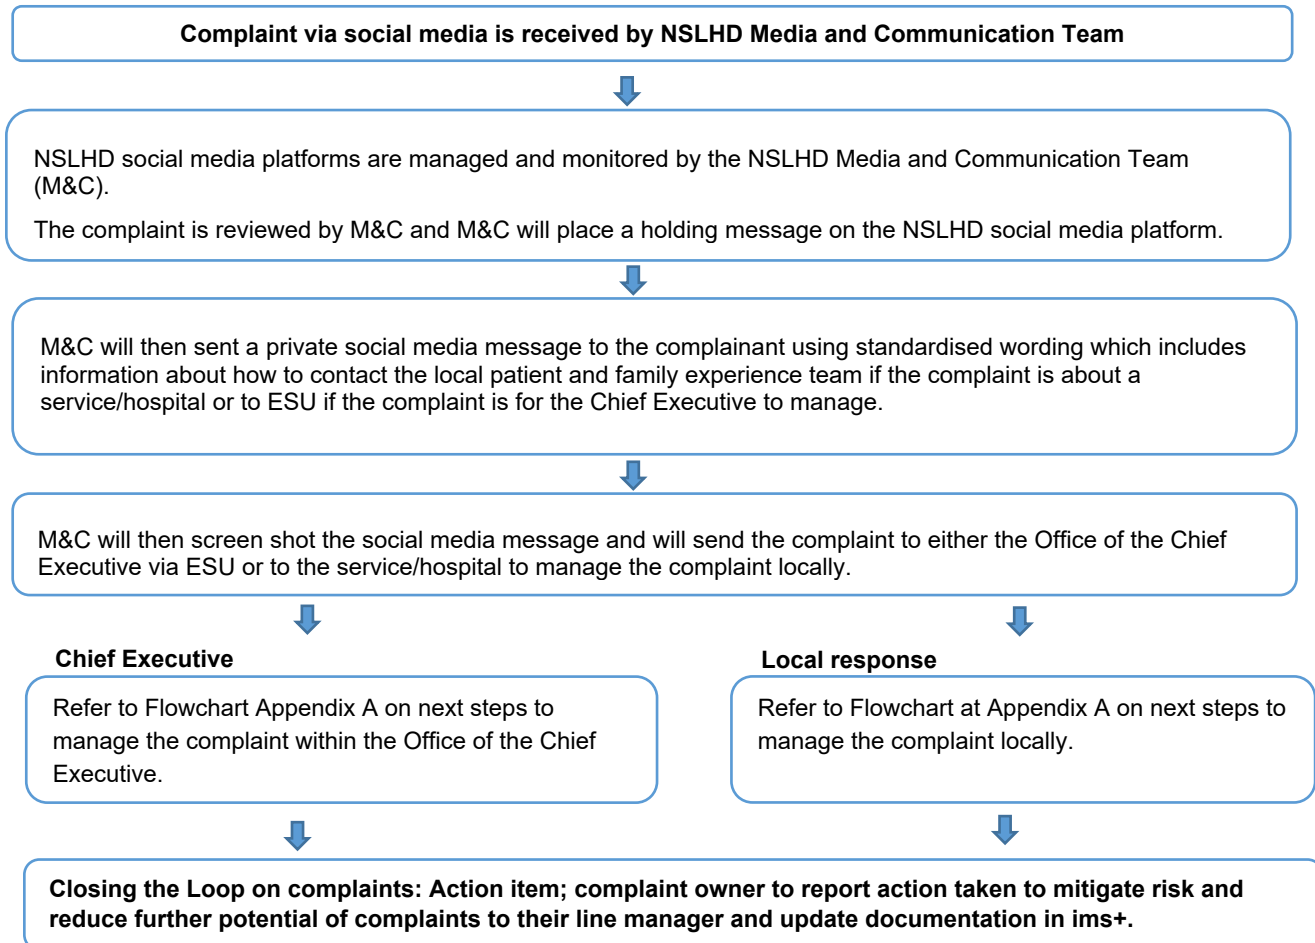 Complaint via social media is received by NSLHD Media and Communication Team
NSLHD social media platforms are managed and monitored by the NSLHD Media and Communication Team
(M&C).
The complaint is reviewed by M&C and M&C will place a holding message on the NSLHD social media platform.
M&C will then sent a private social media message to the complainant using standardised wording which includes
information about how to contact the local patient and family experience team if the complaint is about a
service/hospital or to ESU if the complaint is for the Chief Executive to manage.
M&C will then screen shot the social media message and will send the complaint to either the Office of the Chief
Executive via ESU or to the service/hospital to manage the complaint locally.
Chief Executive
Refer to Flowchart Appendix A on next steps to
manage the complaint within the Office of the Chief
Executive.
Local response
Refer to Flowchart at Appendix A on next steps to
manage the complaint locally.
Closing the Loop on complaints: Action item; complaint owner to report action taken to mitigate risk and
reduce further potential of complaints to their line manager and update documentation in ims+.